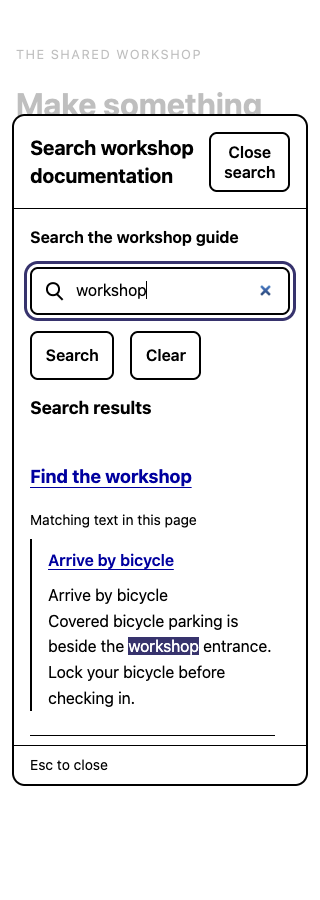 THE SHARED WORKSHOP
Make something
Search workshop
documentation
Close
search
Search the workshop guide
workshop
Search
Clear
Search results
Find the workshop
Matching text in this page
Arrive by bicycle
Arrive by bicycle
Covered bicycle parking is
beside the workshop entrance.
Lock your bicycle before
checking in.
Esc to close